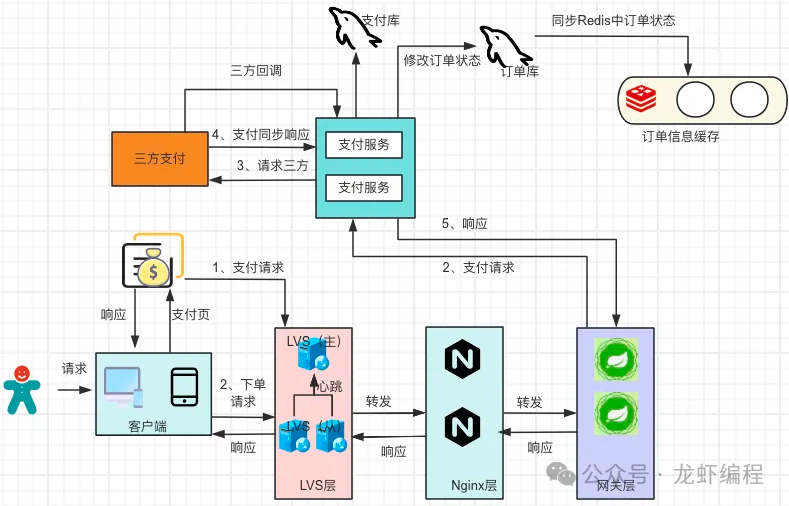 支付库
同步Redis中订单状态
修改订单状态
订单库
三方回调
订单信息缓存
4、支付同步响应
支付服务
三方支付
3、请求三方
支付服务
5、响应
1、支付请求
2、支付请求
$
响应
支付页
LVS（主）
请求
N
心跳
2、下单
请求
转发
转发
LVS（从）
N
客户端
响应
响应
响应
LVS层
Nginx层
网关层
公众号 · 龙虾编程